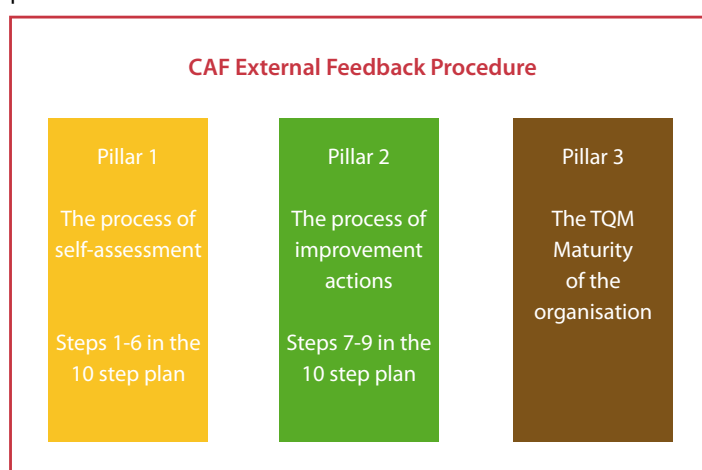 CAF External Feedback Procedure
Pillar 1
The process of
self-assessment
Steps 1-6 in the
10 step plan
Pillar 2
The process of
improvement
actions
Steps 7-9 in the
10 step plan
Pillar 3
The TQM
Maturity
of the
organisation